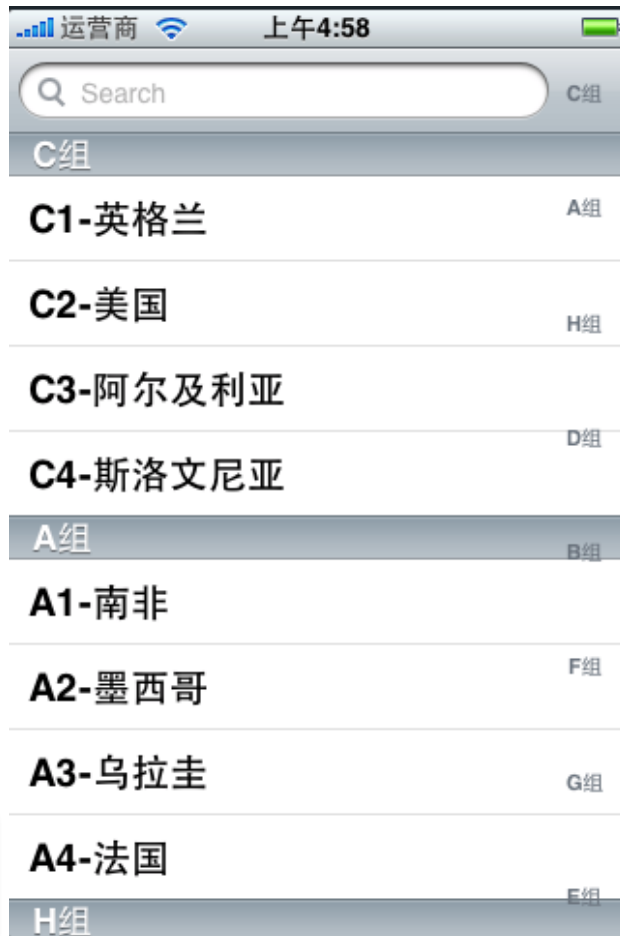 运营商 上午4:58
Search
C组
C组
C1-英格兰
A组
C2-美国
H组
C3-阿尔及利亚
D组
C4-斯洛文尼亚
A组
B组
A1-南非
F组
A2-墨西哥
A3-乌拉圭
G组
A4-法国
E组
H组